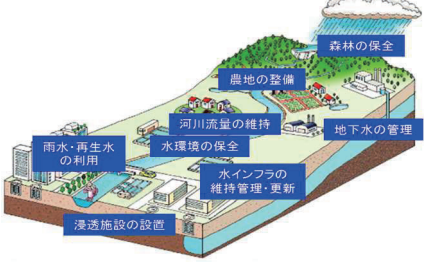 森林の保全
農地の整備
河川流量の維持
地下水の管理
雨水・再生水
の利用
水環境の保全
水インフラの
維持管理・更新
浸透施設の設置